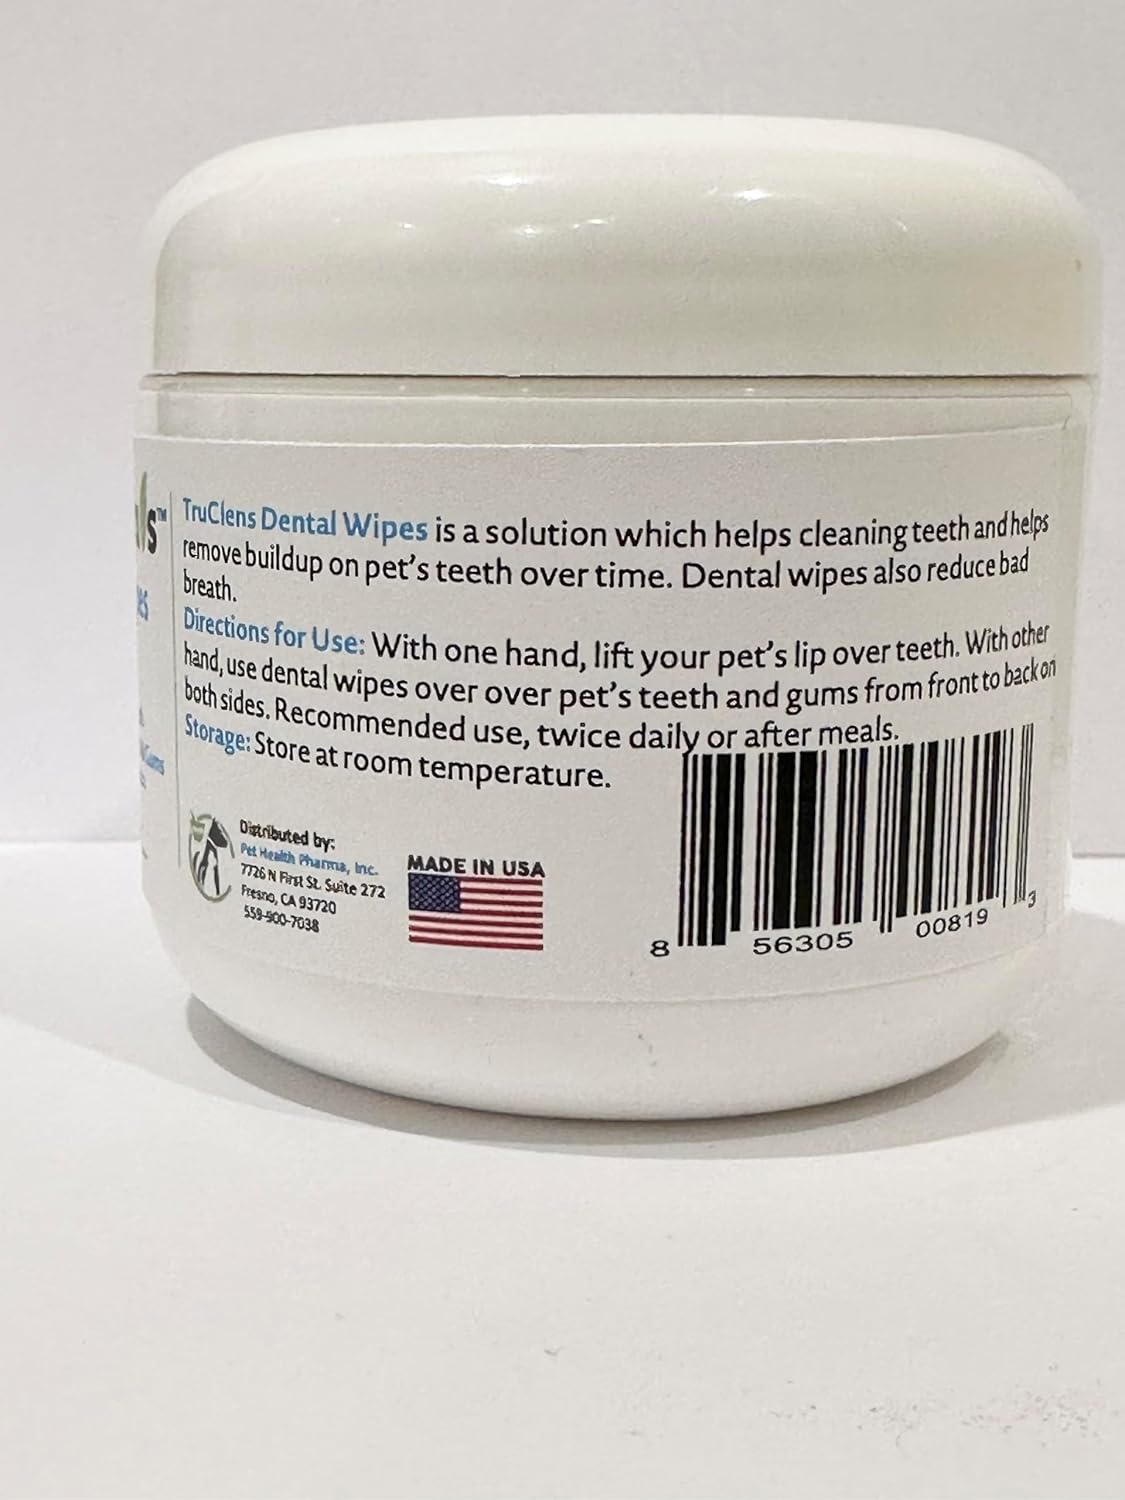 s™
TruClens Dental Wipes is a solution which helps cleaning teeth and helps
remove buildup on pet's teeth over time. Dental wipes also reduce bad
breath.
Directions for Use: With one hand, lift your pet's lip over teeth. With other
hand, use dental wipes over over pet's teeth and gums from front to back on
both sides. Recommended use, twice daily or after meals.
Storage: Store at room temperature.
Distributed by:
Pet Health Pharma, Inc.
7726 N First St. Suite 272
Fresno, CA 93720
559-900-7038
MADE IN USA
8 56305 00819 3